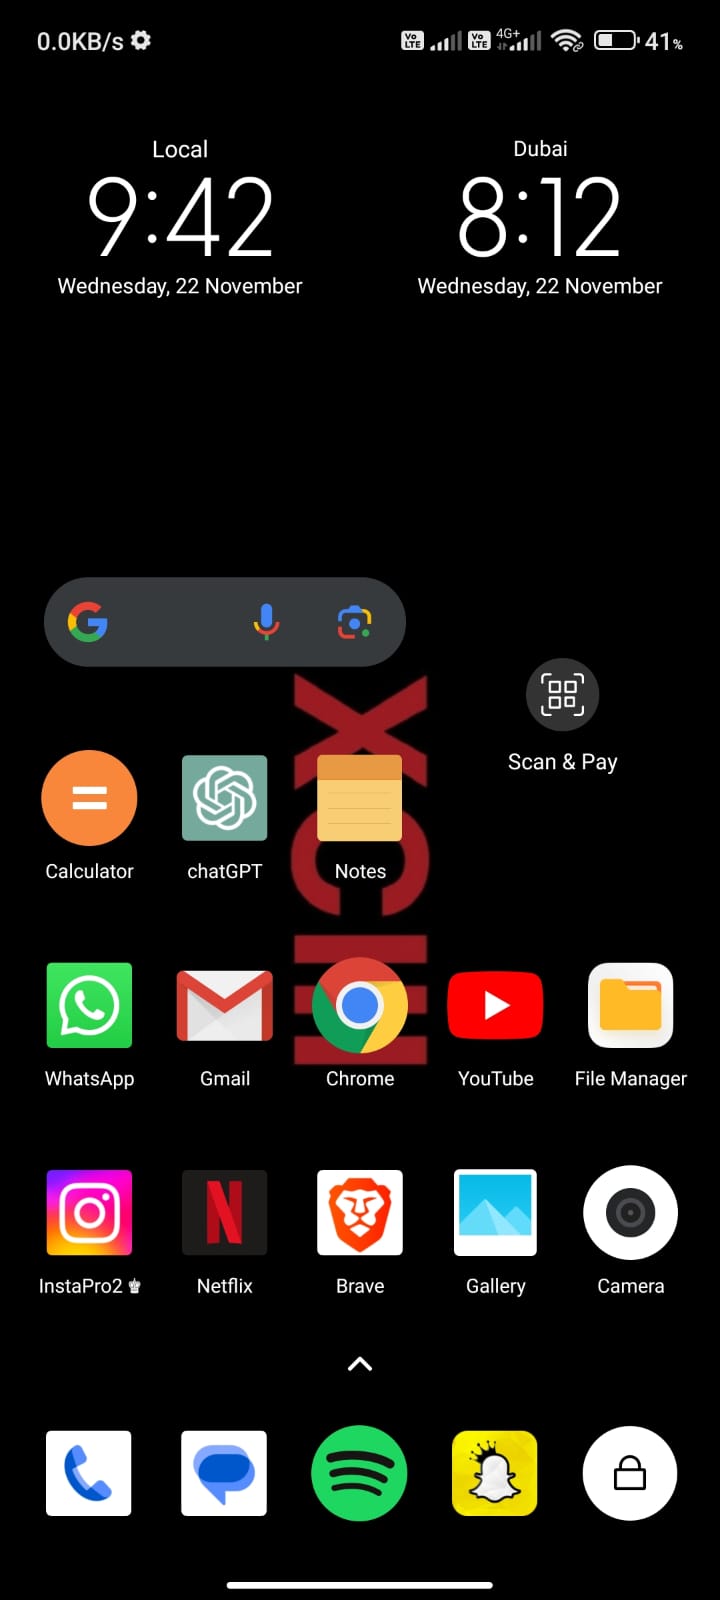 0.0KB/s
Vo LTE Vo LTE 4G+ 41%
Local
9:42
Wednesday, 22 November
Dubai
8:12
Wednesday, 22 November
Scan & Pay
Calculator
chatGPT
Notes
WhatsApp
Gmail
Chrome
YouTube
File Manager
InstaPro2
Netflix
Brave
Gallery
Camera